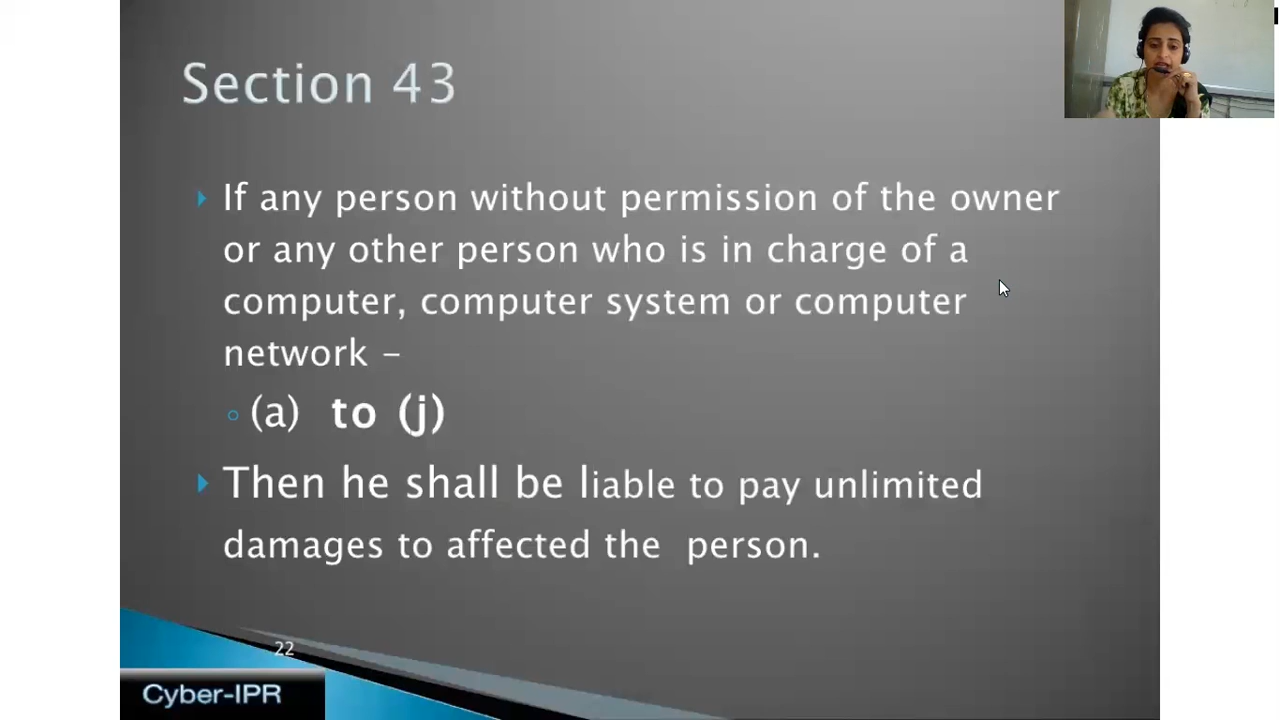 Section 43
If any person without permission of the owner
or any other person who is in charge of a
computer, computer system or computer
network –
(a) to (j)
Then he shall be liable to pay unlimited
damages to affected the person.
22
Cyber-IPR